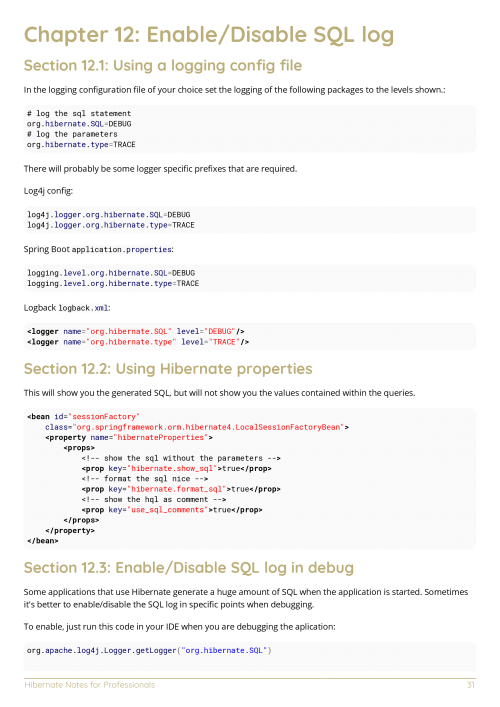 Chapter 12: Enable/Disable SQL log
Section 12.1: Using a logging config file
In the logging configuration file of your choice set the logging of the following packages to the levels shown.:
# log the sql statement
org.hibernate.SQL=DEBUG
# log the parameters
org.hibernate.type=TRACE
There will probably be some logger specific prefixes that are required.
Log4j config:
log4j.logger.org.hibernate.SQL=DEBUG
log4j.logger.org.hibernate.type=TRACE
Spring Boot application.properties:
logging.level.org.hibernate.SQL=DEBUG
logging.level.org.hibernate.type=TRACE
Logback logback.xml:
<logger name="org.hibernate.SQL" level="DEBUG"/>
<logger name="org.hibernate.type" level="TRACE"/>
Section 12.2: Using Hibernate properties
This will show you the generated SQL, but will not show you the values contained within the queries.
<bean id="sessionFactory"
class="org.springframework.orm.hibernate4.LocalSessionFactoryBean">
<property name="hibernateProperties">
<props>
<!-- show the sql without the parameters -->
<prop key="hibernate.show_sql">true</prop>
<!-- format the sql nice -->
<prop key="hibernate.format_sql">true</prop>
<!-- show the hql as comment -->
<prop key="use_sql_comments">true</prop>
</props>
</property>
</bean>
Section 12.3: Enable/Disable SQL log in debug
Some applications that use Hibernate generate a huge amount of SQL when the application is started. Sometimes
it's better to enable/disable the SQL log in specific points when debugging.
To enable, just run this code in your IDE when you are debugging the aplication:
org.apache.log4j.Logger.getLogger("org.hibernate.SQL")
Hibernate Notes for Professionals
31